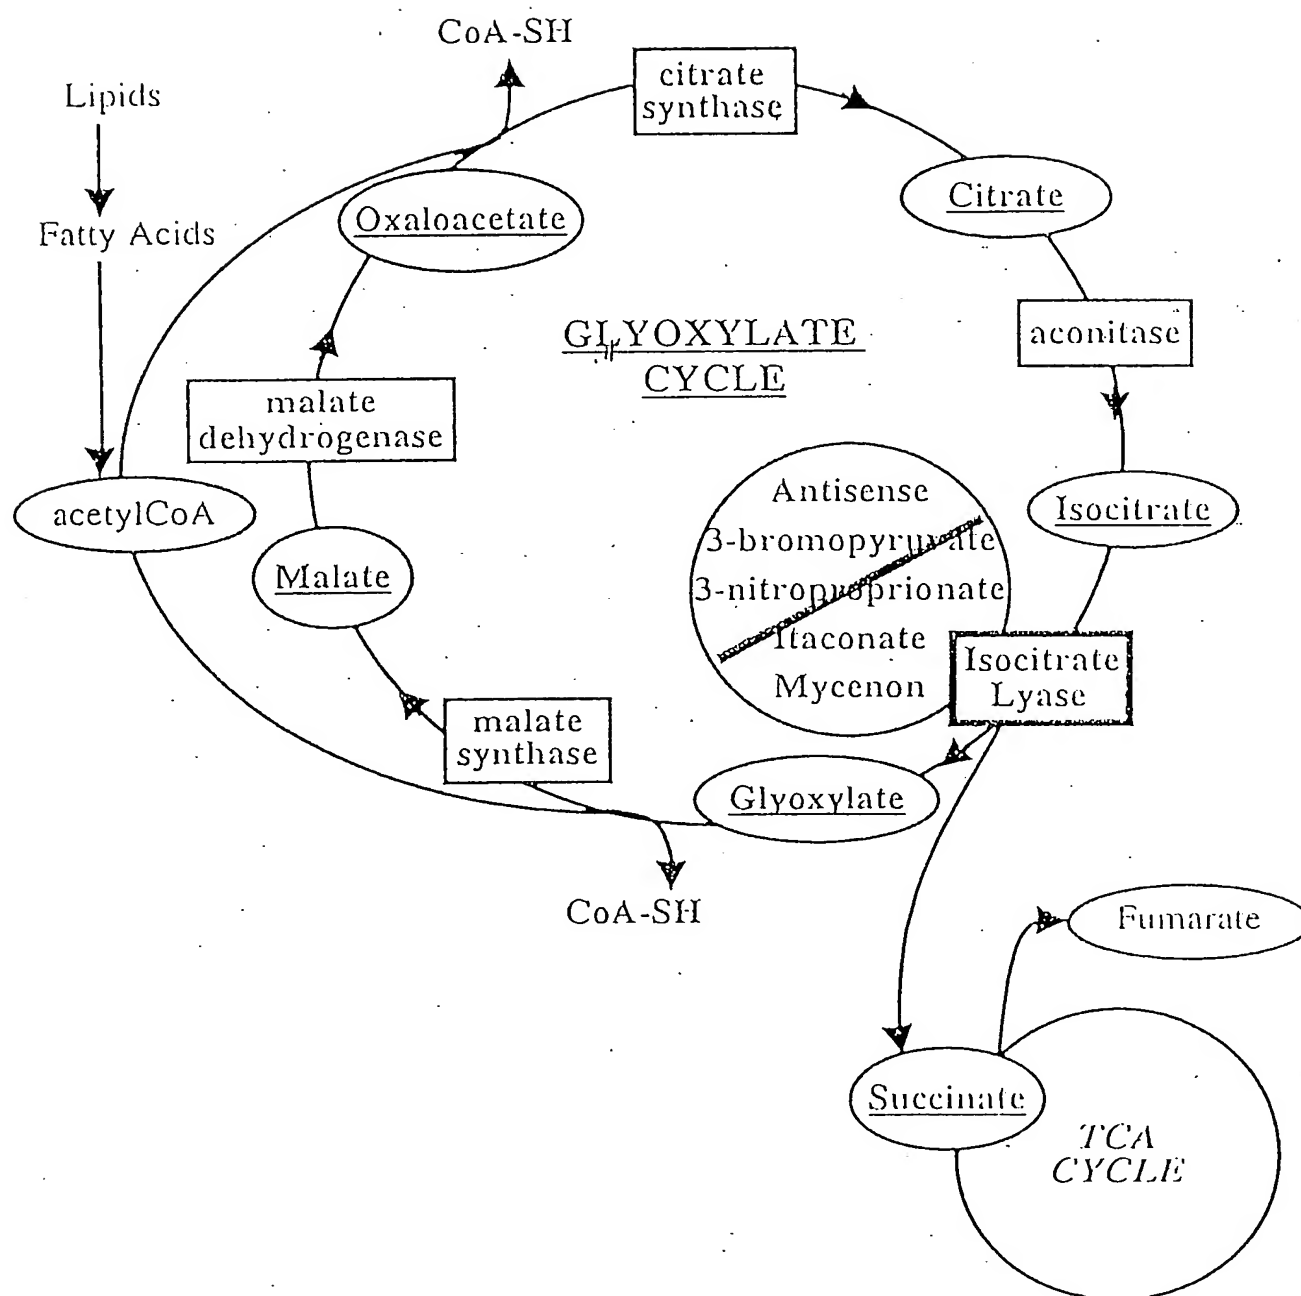 CoA-SH
Lipids
citrate
synthase
Citrate
Oxaloacetate
Fatty Acids
GLYOXYLATE
CYCLE
aconitase
malate
dehydrogenase
Antisense
3-bromopyruvate
3-nitroproprionate
Itaconate
Mycenon
Isocitrate
acetylCoA
Malate
Isocitrate
Lyase
malate
synthase
Glyoxylate
CoA-SH
Fumarate
Succinate
TCA
CYCLE